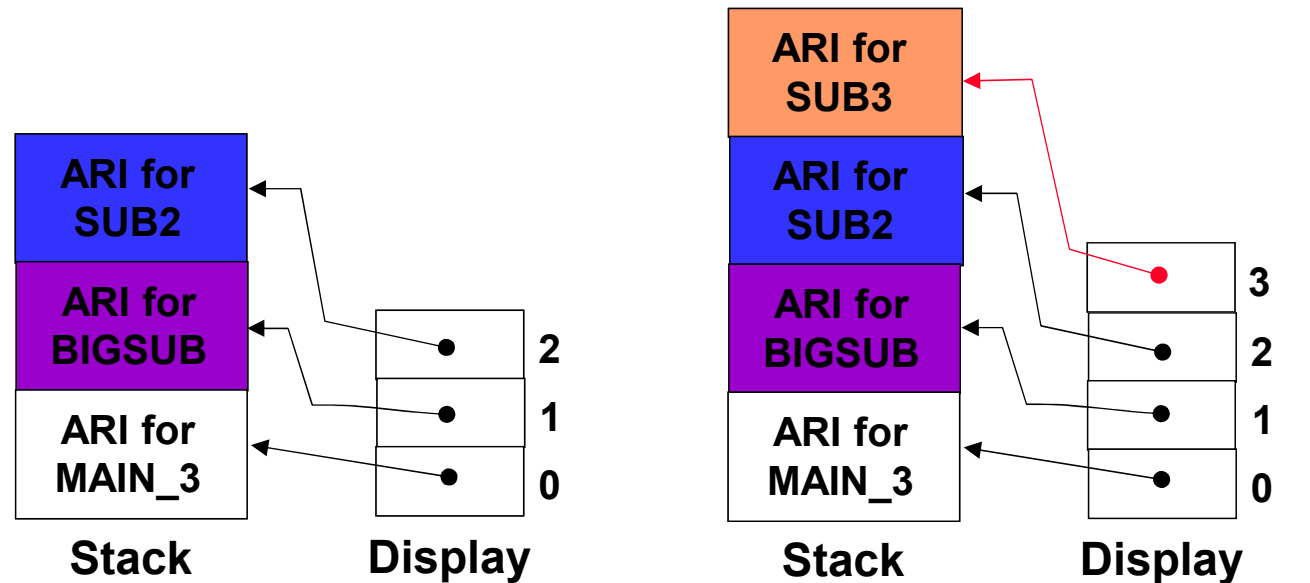 ARI for
SUB2
ARI for
BIGSUB
ARI for
MAIN_3
2
1
0
Stack
Display
ARI for
SUB3
ARI for
SUB2
ARI for
BIGSUB
ARI for
MAIN_3
3
2
1
0
Stack
Display